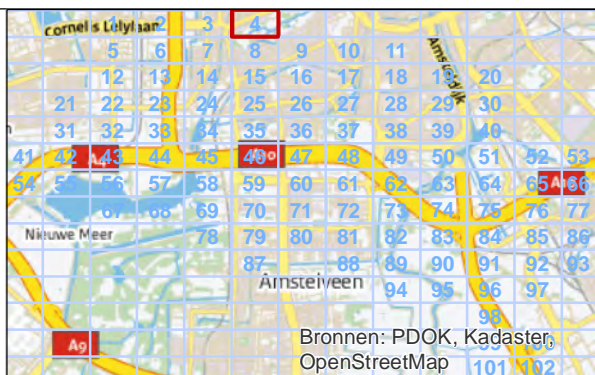 Cornelis Lelylaan 1 2 3 4
5 6 7 8 9 10 11
Amsteldijk
12 13 14 15 16 17 18 19 20
21 22 23 24 25 26 27 28 29 30
31 32 33 34 35 36 37 38 39 40
41 42 43 44 45 46 47 48 49 50 51 52 53
54 55 56 57 58 59 60 61 62 63 64 65 66
67 68 69 70 71 72 73 74 75 76 77
Nieuwe Meer 78 79 80 81 82 83 84 85 86
87 88 89 90 91 92 93
Amstelveen 94 95 96 97
98
A9
Bronnen: PDOK, Kadaster,
OpenStreetMap
101 102